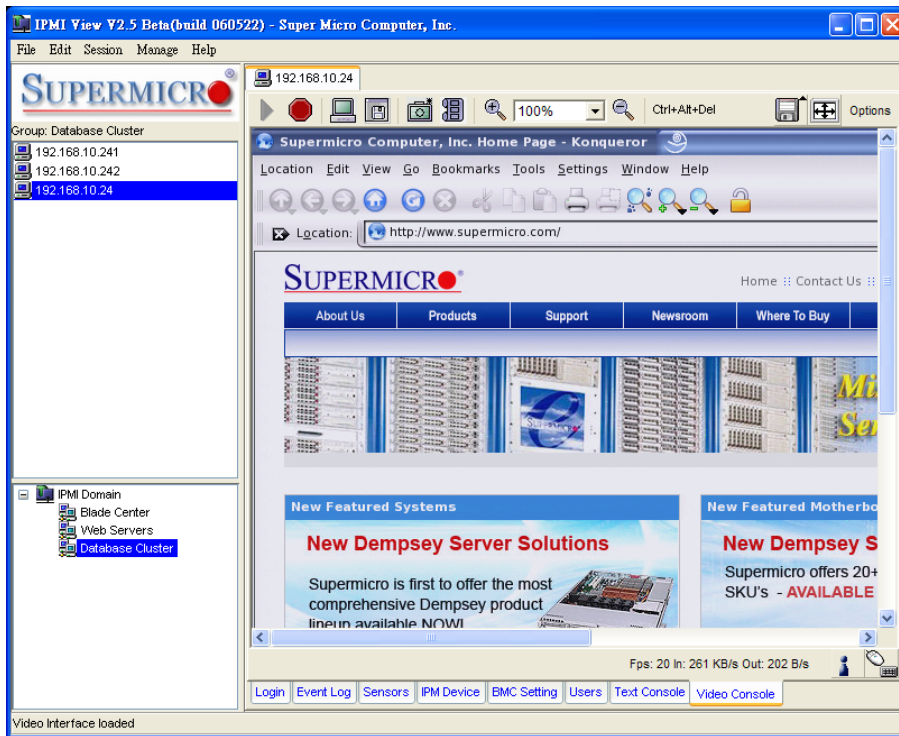 IPMI View V2.5 Beta(build 060522) - Super Micro Computer, Inc.
File Edit Session Manage Help
SUPERMICR®
Group: Database Cluster
192.168.10.241
192.168.10.242
192.168.10.24
IPMI Domain
Blade Center
Web Servers
Database Cluster
192.168.10.24
100% Ctrl+Alt+Del Options
Supermicro Computer, Inc. Home Page - Konqueror
Location Edit View Go Bookmarks Tools Settings Window Help
Location: http://www.supermicro.com/
SUPERMICR®
Home Contact Us
About Us Products Support Newsroom Where To Buy
SUPERMICRO
New Featured Systems
New Dempsey Server Solutions
Supermicro is first to offer the most
comprehensive Dempsey product
lineup available NOW!
New Featured Motherbo
New Dempsey S
Supermicro offers 20+
SKU's - AVAILABLE
Fps: 20 In: 261 KB/s Out: 202 B/s
Login Event Log Sensors IPM Device BMC Setting Users Text Console Video Console
Video Interface loaded